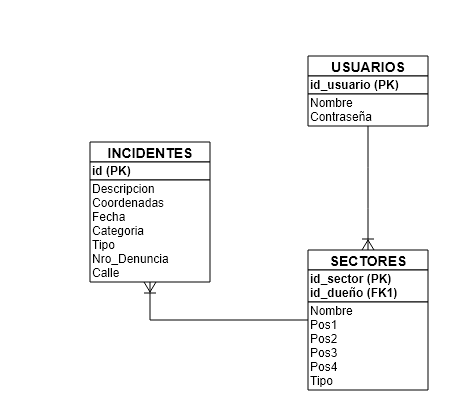 USUARIOS
id_usuario (PK)
Nombre
Contraseña
INCIDENTES
id (PK)
Descripcion
Coordenadas
Fecha
Categoria
Tipo
Nro_Denuncia
Calle
SECTORES
id_sector (PK)
id_dueño (FK1)
Nombre
Pos1
Pos2
Pos3
Pos4
Tipo